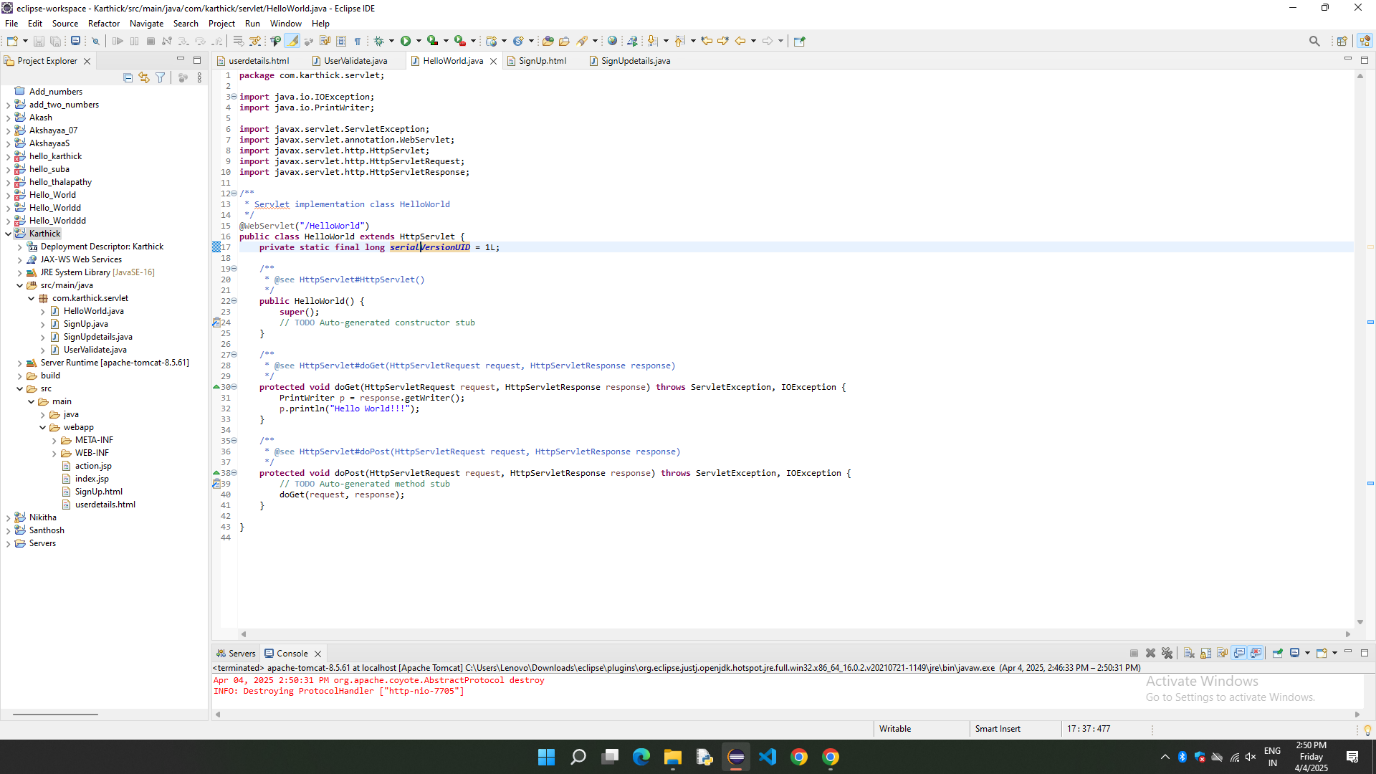 eclipse-workspace - Karthick/src/main/java/com/karthick/servlet/HelloWorld.java - Eclipse IDE
File Edit Source Refactor Navigate Search Project Run Window Help
Project Explorer
Add_numbers
add_two_numbers
Akash
Akshayaa_07
AkshayaaS
hello_karthick
hello_suba
hello_thalapathy
Hello_World
Hello_Worldd
Hello_Worlddd
Karthick
Deployment Descriptor: Karthick
JAX-WS Web Services
JRE System Library [JavaSE-16]
src/main/java
com.karthick.servlet
HelloWorld.java
SignUp.java
SignUpdetails.java
UserValidate.java
Server Runtime [apache-tomcat-8.5.61]
build
src
main
java
webapp
META-INF
WEB-INF
action.jsp
index.jsp
SignUp.html
userdetails.html
Nikitha
Santhosh
Servers
userdetails.html UserValidate.java HelloWorld.java SignUp.html SignUpdetails.java
1 package com.karthick.servlet;
2
3 import java.io.IOException;
4 import java.io.PrintWriter;
5
6 import javax.servlet.ServletException;
7 import javax.servlet.annotation.WebServlet;
8 import javax.servlet.http.HttpServlet;
9 import javax.servlet.http.HttpServletRequest;
10 import javax.servlet.http.HttpServletResponse;
11
12 /**
13 * Servlet implementation class HelloWorld
14 */
15 @WebServlet("/HelloWorld")
16 public class HelloWorld extends HttpServlet {
17 private static final long serialVersionUID = 1L;
18
19 /**
20 * @see HttpServlet#HttpServlet()
21 */
22 public HelloWorld() {
23 super();
24 // TODO Auto-generated constructor stub
25 }
26
27 /**
28 * @see HttpServlet#doGet(HttpServletRequest request, HttpServletResponse response)
29 */
30 protected void doGet(HttpServletRequest request, HttpServletResponse response) throws ServletException, IOException {
31 PrintWriter p = response.getWriter();
32 p.println("Hello World!!!");
33 }
34
35 /**
36 * @see HttpServlet#doPost(HttpServletRequest request, HttpServletResponse response)
37 */
38 protected void doPost(HttpServletRequest request, HttpServletResponse response) throws ServletException, IOException {
39 // TODO Auto-generated method stub
40 doGet(request, response);
41 }
42
43 }
44
Servers Console
<terminated> apache-tomcat-8.5.61 at localhost [Apache Tomcat] C:\Users\Lenovo\Downloads\eclipse\plugins\org.eclipse.justj.openjdk.hotspot.jre.full.win32.x86_64_16.0.2.v20210721-1149\jre\bin\javaw.exe (Apr 4, 2025, 2:46:33 PM – 2:50:31 PM)
Apr 04, 2025 2:50:31 PM org.apache.coyote.AbstractProtocol destroy
INFO: Destroying ProtocolHandler ["http-nio-7705"]
Activate Windows
Go to Settings to activate Windows.
Writable Smart Insert 17 : 37 : 477
ENG
IN
2:50 PM
Friday
4/4/2025